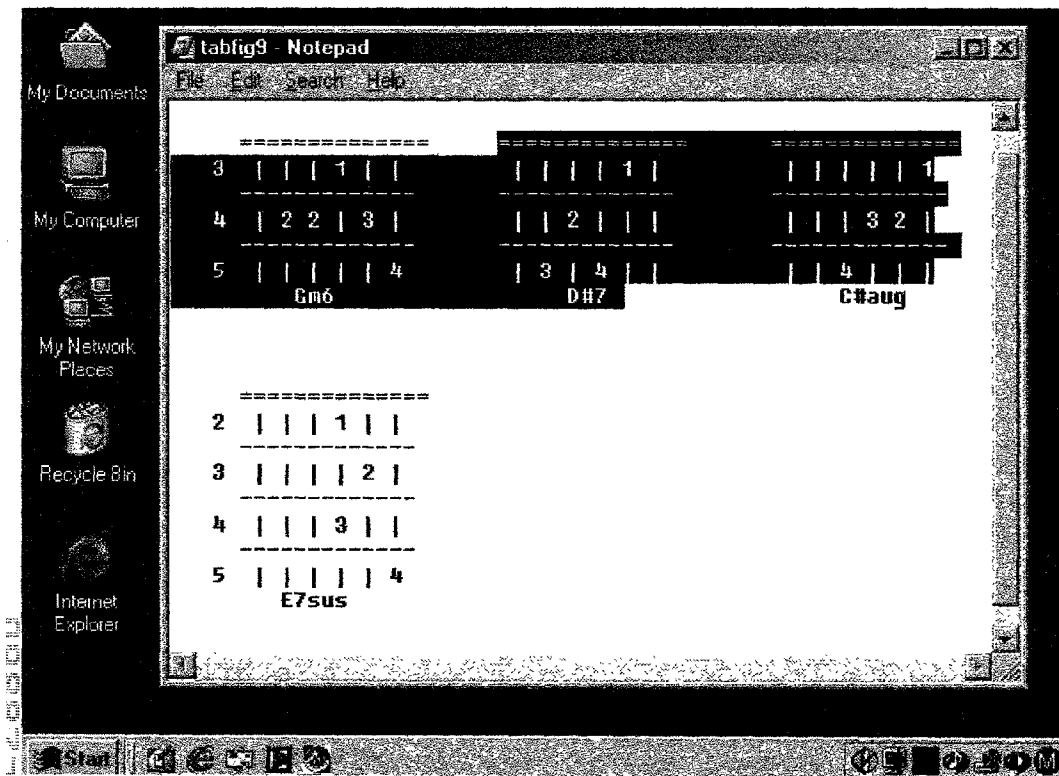 My Documents
My Computer
My Network
Places
Recycle Bin
Internet
Explorer
tabfig9 - Notepad
File Edit Search Help
============== ============== ==============
3 | | | 1 | | | | | | 1 | | | | | | 1
------------- ------------- -------------
4 | 2 2 | 3 | | | 2 | | | | | | 3 2 |
------------- ------------- -------------
5 | | | | | 4 | 3 | 4 | | | | 4 | | |
Gm6 D#7 C#aug
==============
2 | | | 1 | |
-------------
3 | | | | 2 |
-------------
4 | | | 3 | |
-------------
5 | | | | | 4
E7sus
Start